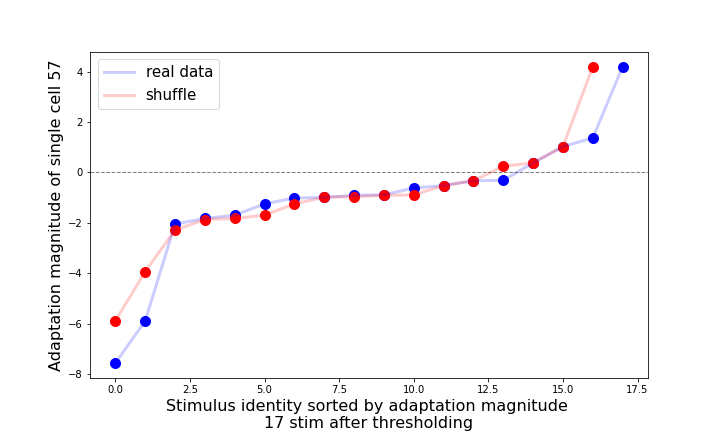 real data
shuffle
Adaptation magnitude of single cell 57
4
2
0
−2
−4
−6
−8
0.0 2.5 5.0 7.5 10.0 12.5 15.0 17.5
Stimulus identity sorted by adaptation magnitude
17 stim after thresholding